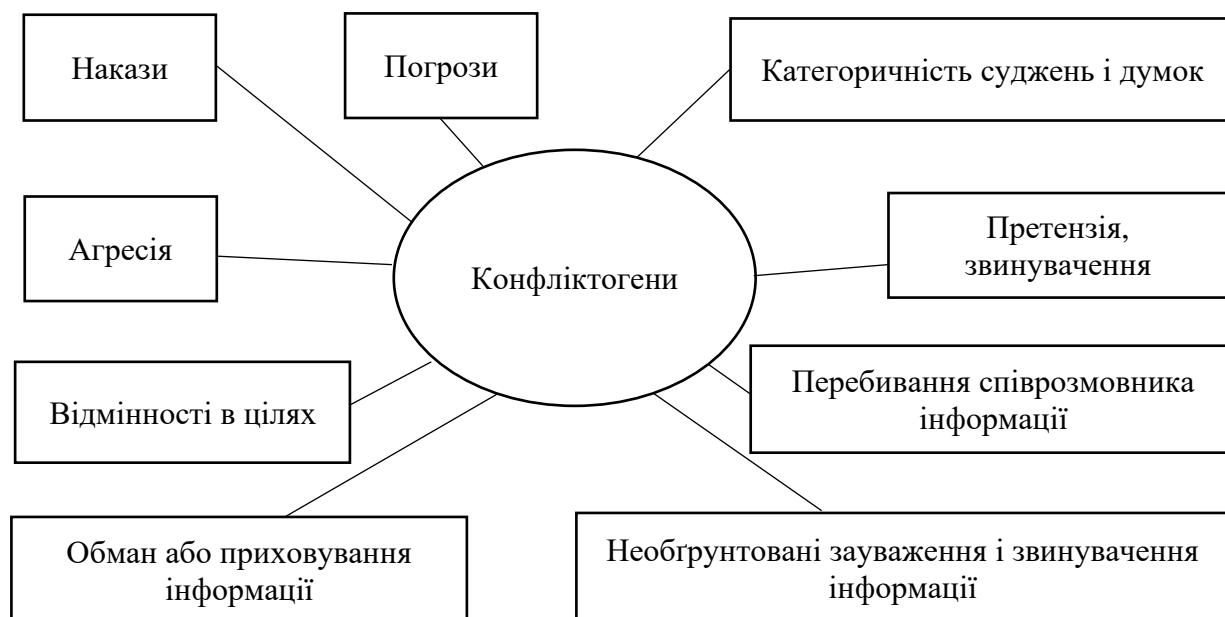 Накази
Погрози
Категоричність суджень і думок
Агресія
Конфліктогени
Претензія,
звинувачення
Відмінності в цілях
Перебивання співрозмовника
інформації
Обман або приховування
інформації
Необґрунтовані зауваження і звинувачення
інформації